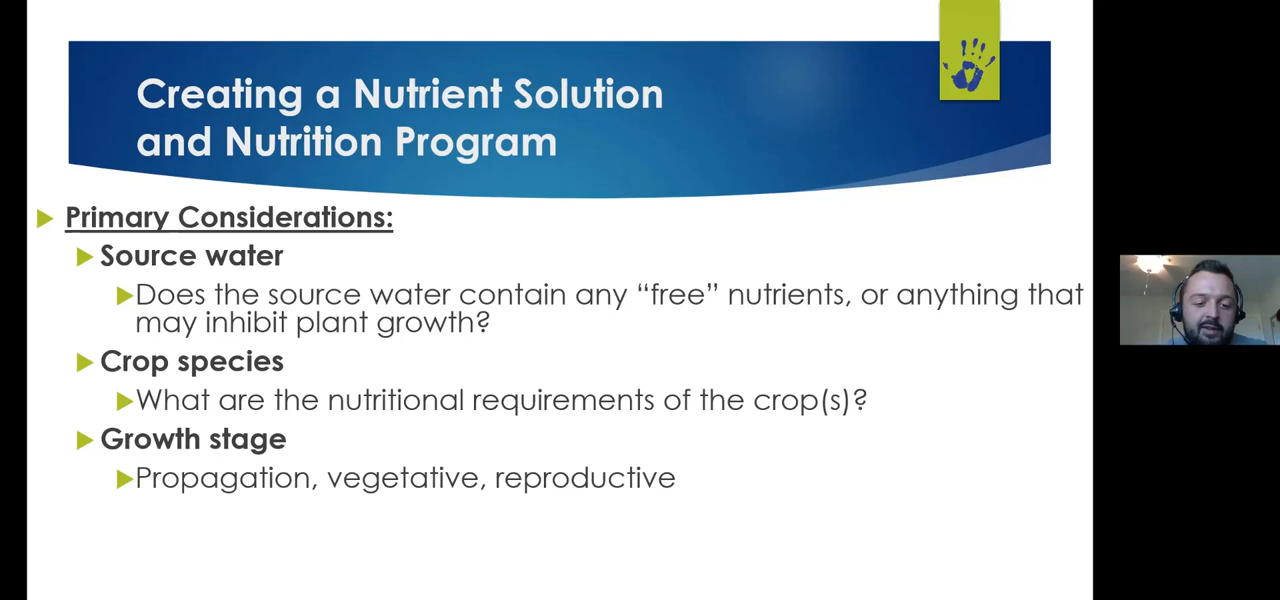 Creating a Nutrient Solution
and Nutrition Program
Primary Considerations:
Source water
Does the source water contain any “free” nutrients, or anything that
may inhibit plant growth?
Crop species
What are the nutritional requirements of the crop(s)?
Growth stage
Propagation, vegetative, reproductive